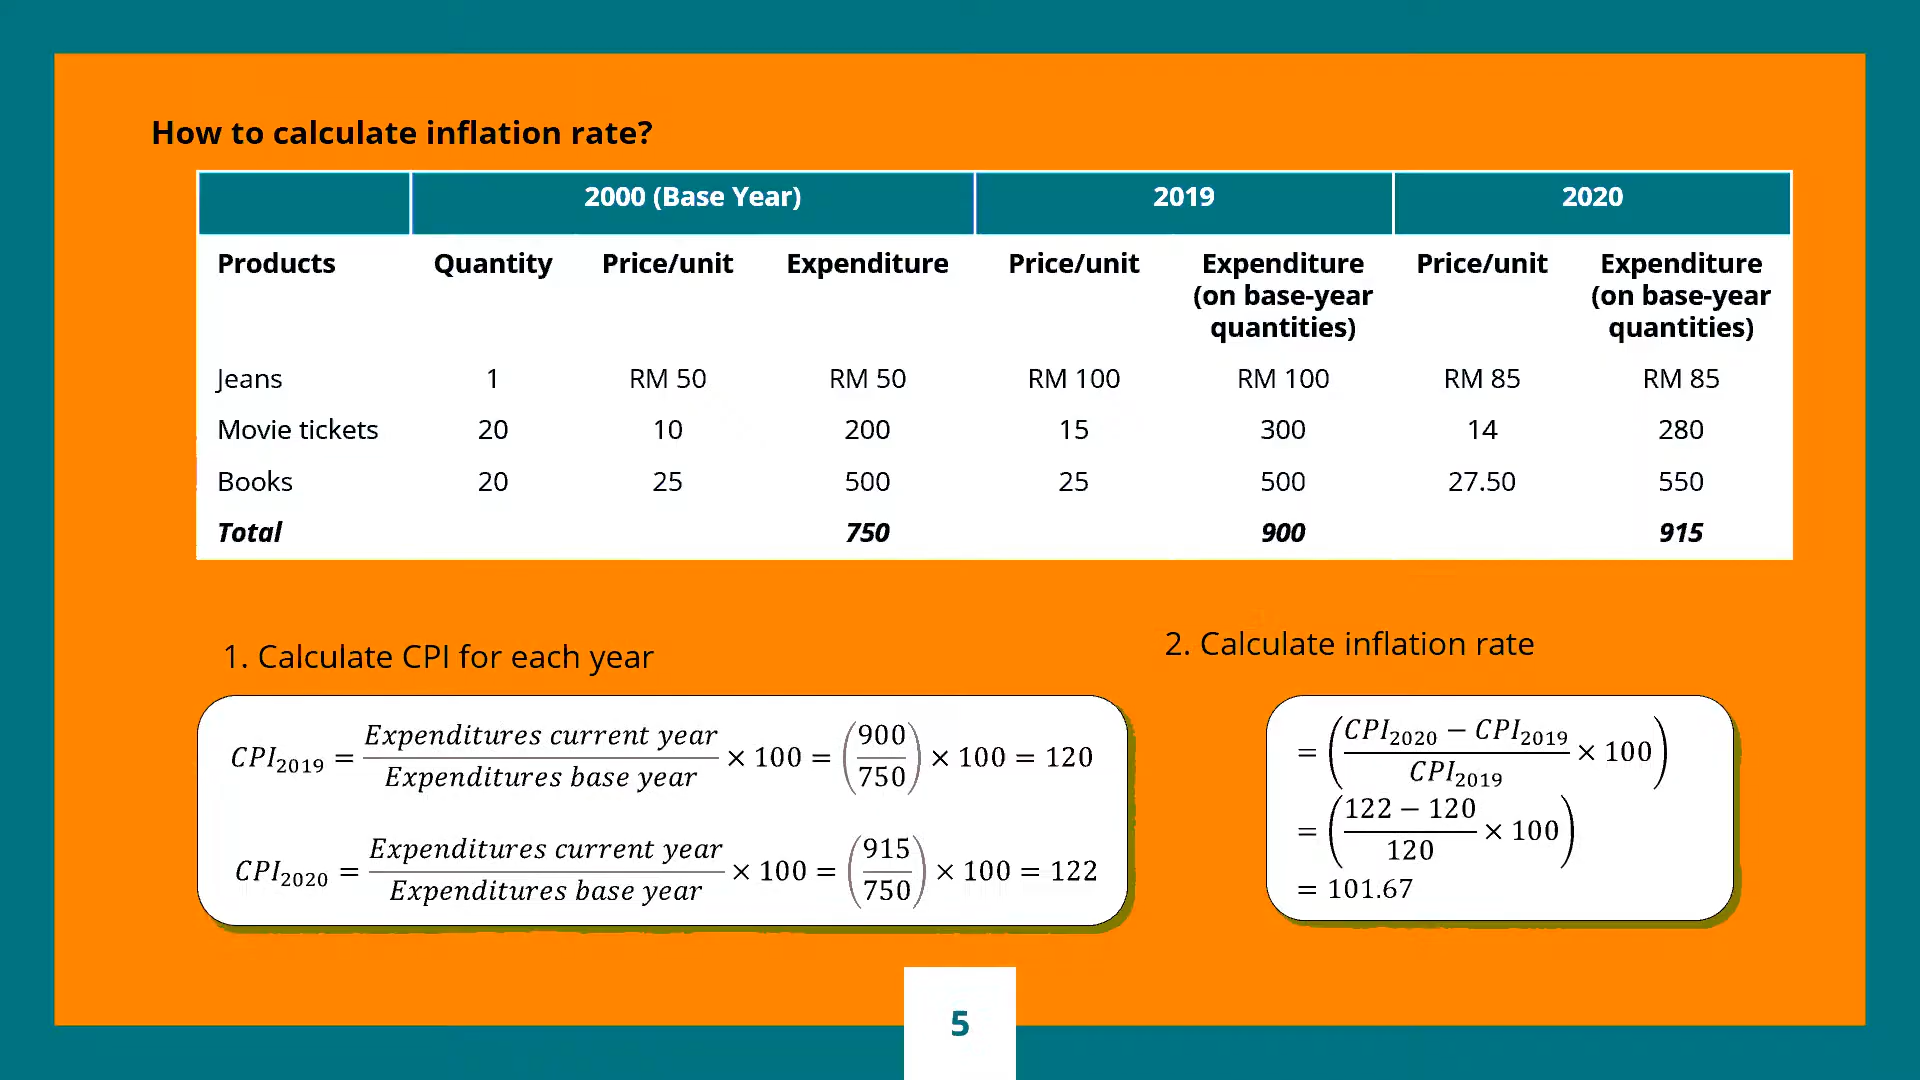 How to calculate inflation rate?
2000 (Base Year) 2019 2020
Products Quantity Price/unit Expenditure Price/unit Expenditure (on base-year quantities) Price/unit Expenditure (on base-year quantities)
Jeans 1 RM 50 RM 50 RM 100 RM 100 RM 85 RM 85
Movie tickets 20 10 200 15 300 14 280
Books 20 25 500 25 500 27.50 550
Total 750 900 915
1. Calculate CPI for each year
CPI₂₀₁₉ = Expenditures current year / Expenditures base year × 100 = (900/750) × 100 = 120
CPI₂₀₂₀ = Expenditures current year / Expenditures base year × 100 = (915/750) × 100 = 122
2. Calculate inflation rate
= (CPI₂₀₂₀ − CPI₂₀₁₉ / CPI₂₀₁₉ × 100)
= (122 − 120 / 120 × 100)
= 101.67
5